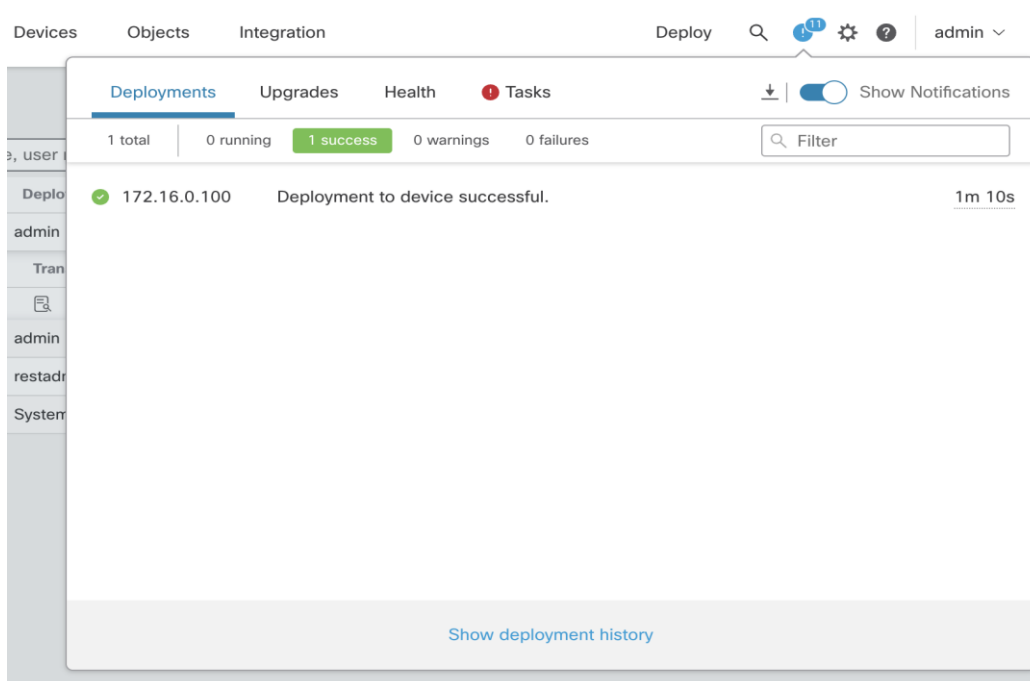 Devices Objects Integration Deploy 11 admin
Deployments Upgrades Health Tasks Show Notifications
1 total 0 running 1 success 0 warnings 0 failures Filter
e, user
Deplo
172.16.0.100 Deployment to device successful. 1m 10s
admin
Tran
admin
restadr
System
Show deployment history